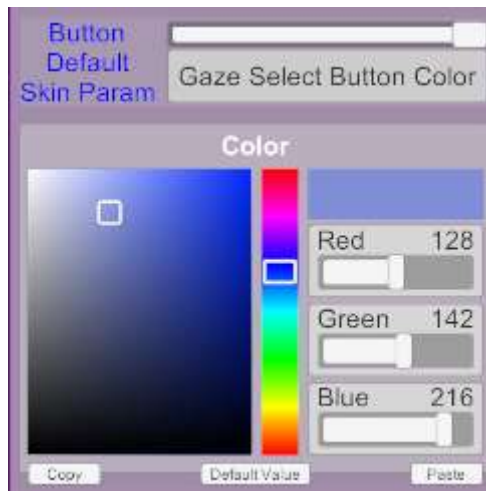 Button
Default
Skin Param
Gaze Select Button Color
Color
Red 128
Green 142
Blue 216
Copy
Default Value
Paste